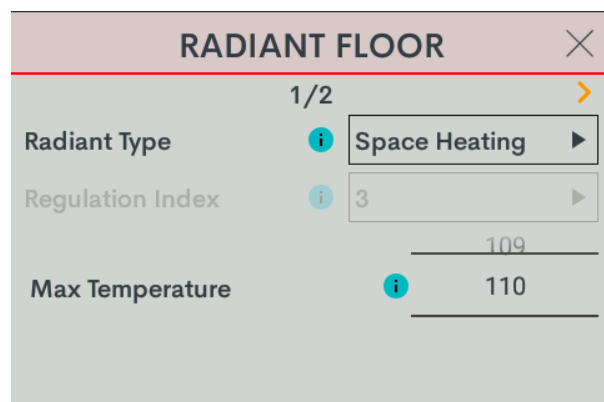 RADIANT FLOOR
1/2
Radiant Type i Space Heating
Regulation Index i 3
109
Max Temperature i 110